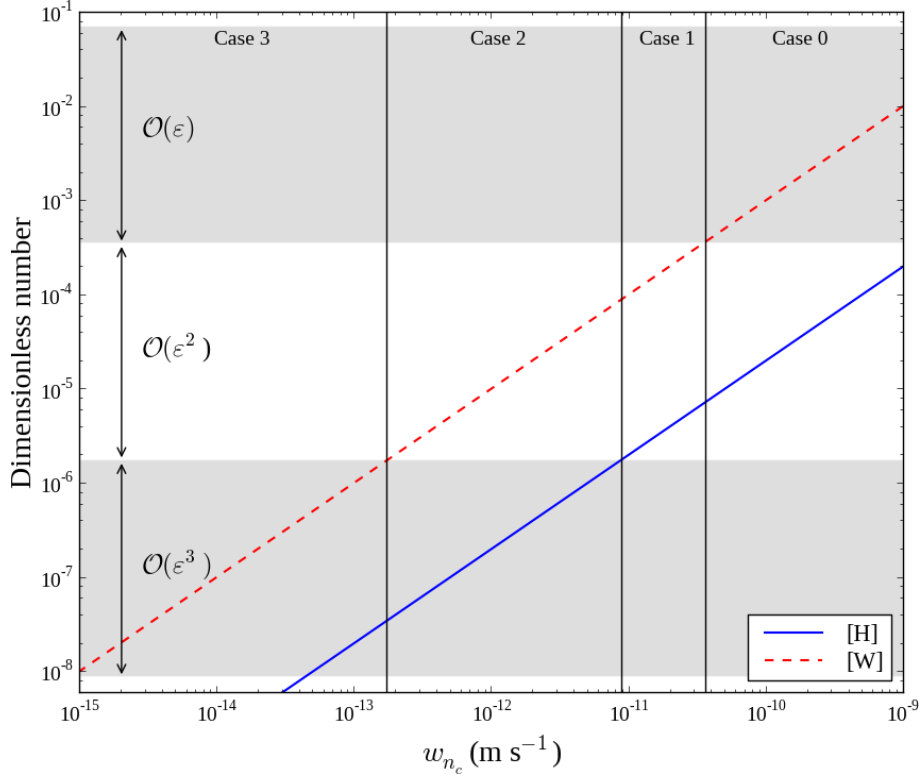 10⁻¹
Case 3 Case 2 Case 1 Case 0
𝒪(ε)
10⁻²
10⁻³
𝒪(ε²)
10⁻⁴
10⁻⁵
10⁻⁶
𝒪(ε³)
10⁻⁷
10⁻⁸
Dimensionless number
[H]
[W]
10⁻¹⁵ 10⁻¹⁴ 10⁻¹³ 10⁻¹² 10⁻¹¹ 10⁻¹⁰ 10⁻⁹
w_{n_c} (m s⁻¹)